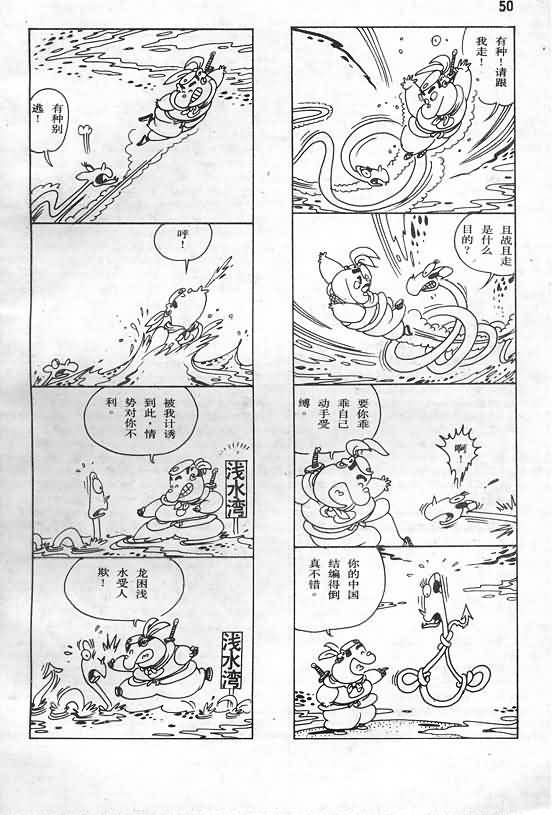 50
有种！请跟
我走！
且战且走
是什么
目的？
要你乖
乖自己
动手受
缚。
啊！
你的中国
结编得倒
真不错。
有种别
逃！
呼！
被我计诱
到此，情
势对你不
利。
浅水湾
龙困浅
水受人
欺！
浅水湾